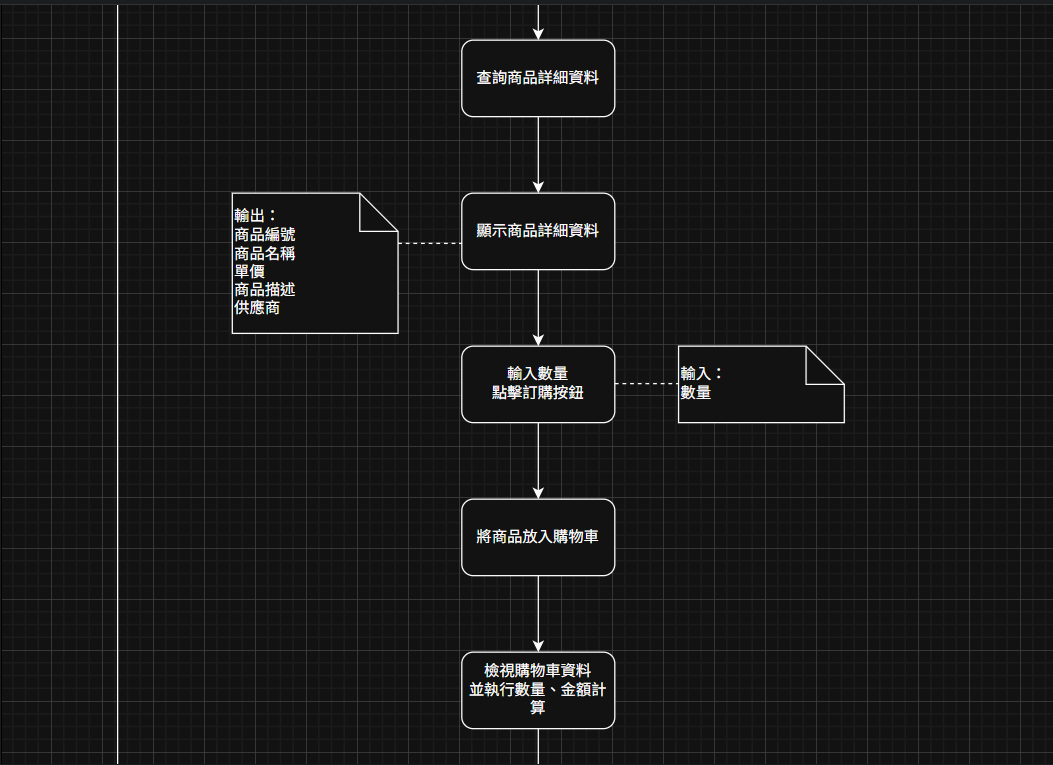 查詢商品詳細資料
輸出：
商品編號
商品名稱
單價
商品描述
供應商
顯示商品詳細資料
輸入數量
點擊訂購按鈕
輸入：
數量
將商品放入購物車
檢視購物車資料
並執行數量、金額計
算